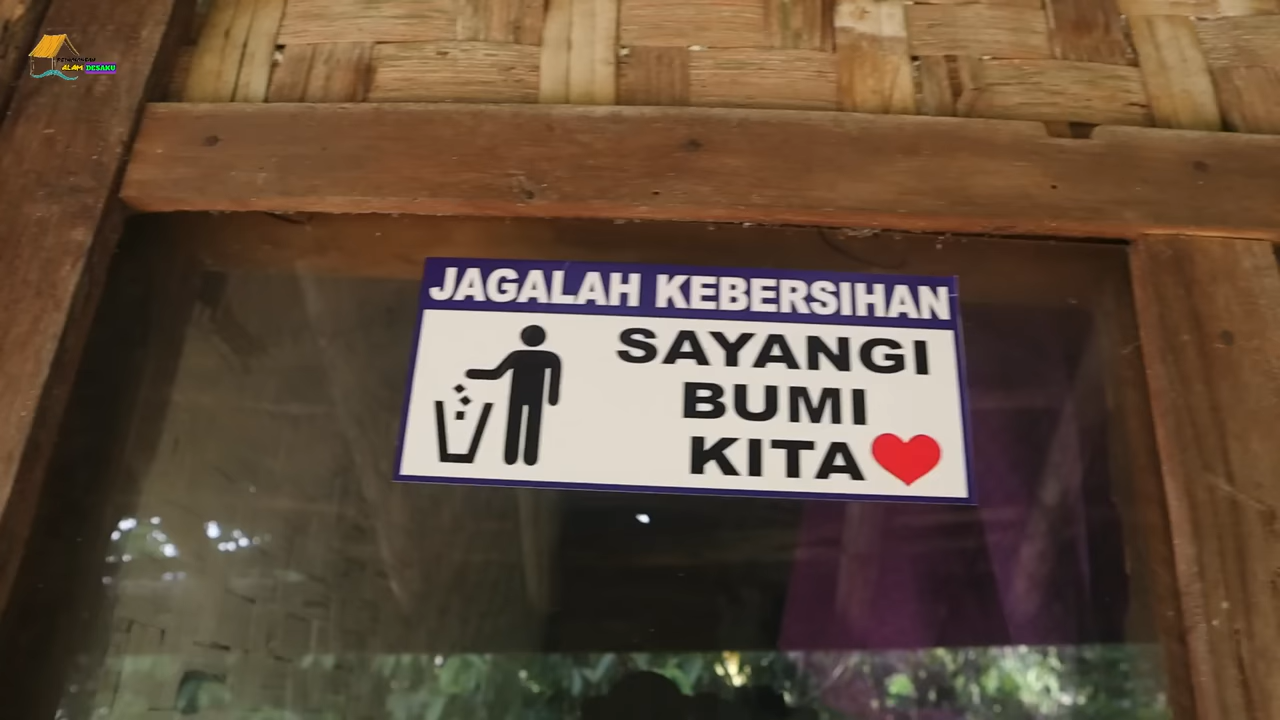 ALAM DESAKU
JAGALAH KEBERSIHAN
SAYANGI
BUMI
KITA